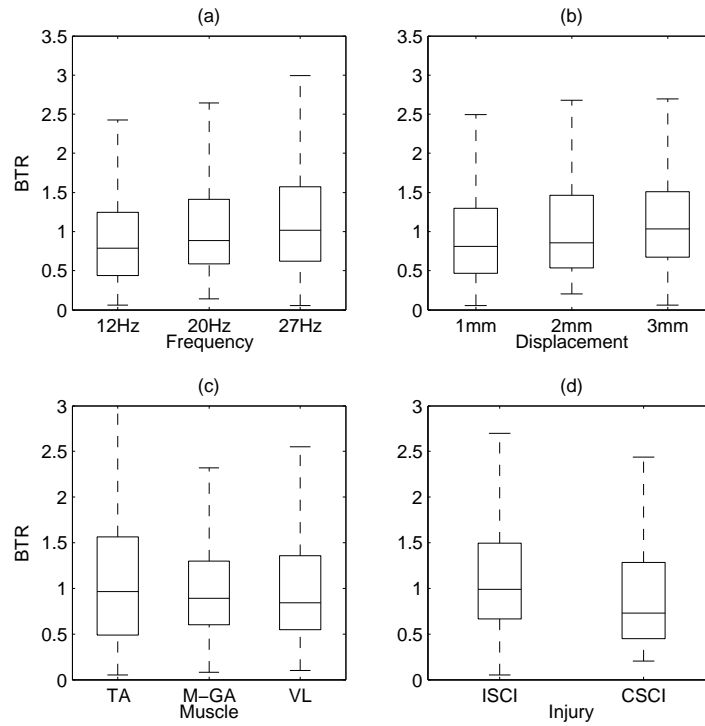 (a)
3.5
3
2.5
2
1.5
1
0.5
0
BTR
12Hz 20Hz 27Hz
Frequency
(b)
3.5
3
2.5
2
1.5
1
0.5
0
1mm 2mm 3mm
Displacement
(c)
3
2.5
2
1.5
1
0.5
0
BTR
TA M−GA VL
Muscle
(d)
3
2.5
2
1.5
1
0.5
0
ISCI CSCI
Injury